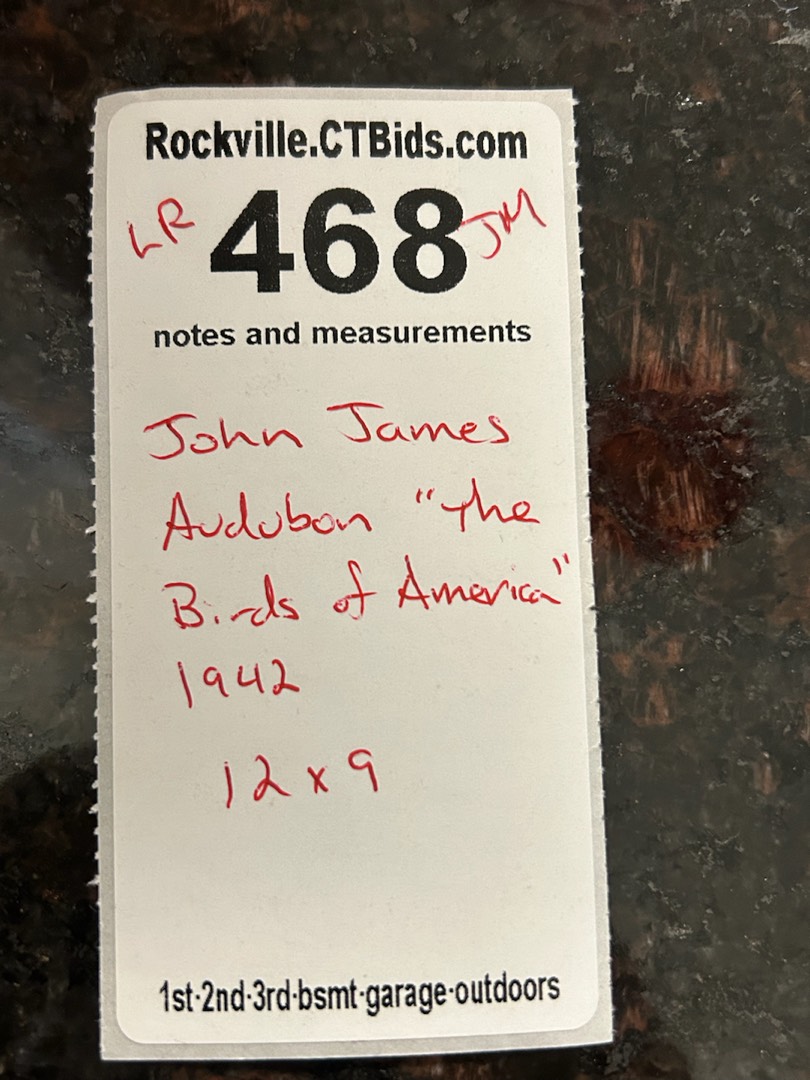 Rockville.CTBids.com
LR 468 JM
notes and measurements
John James
Audubon "The
Birds of America"
1942
12 x 9
1st·2nd·3rd·bsmt·garage·outdoors